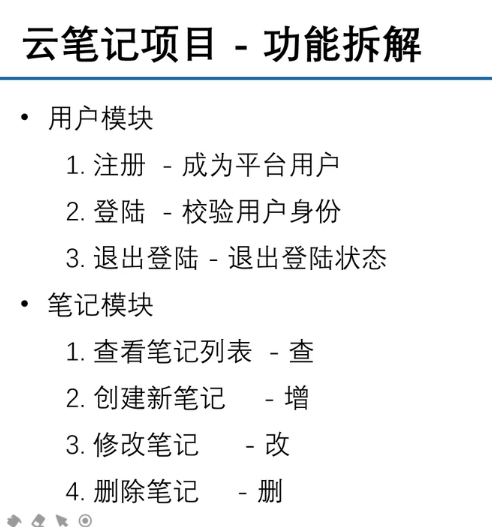 云笔记项目 - 功能拆解
• 用户模块
1. 注册 - 成为平台用户
2. 登陆 - 校验用户身份
3. 退出登陆 - 退出登陆状态
• 笔记模块
1. 查看笔记列表 - 查
2. 创建新笔记 - 增
3. 修改笔记 - 改
4. 删除笔记 - 删